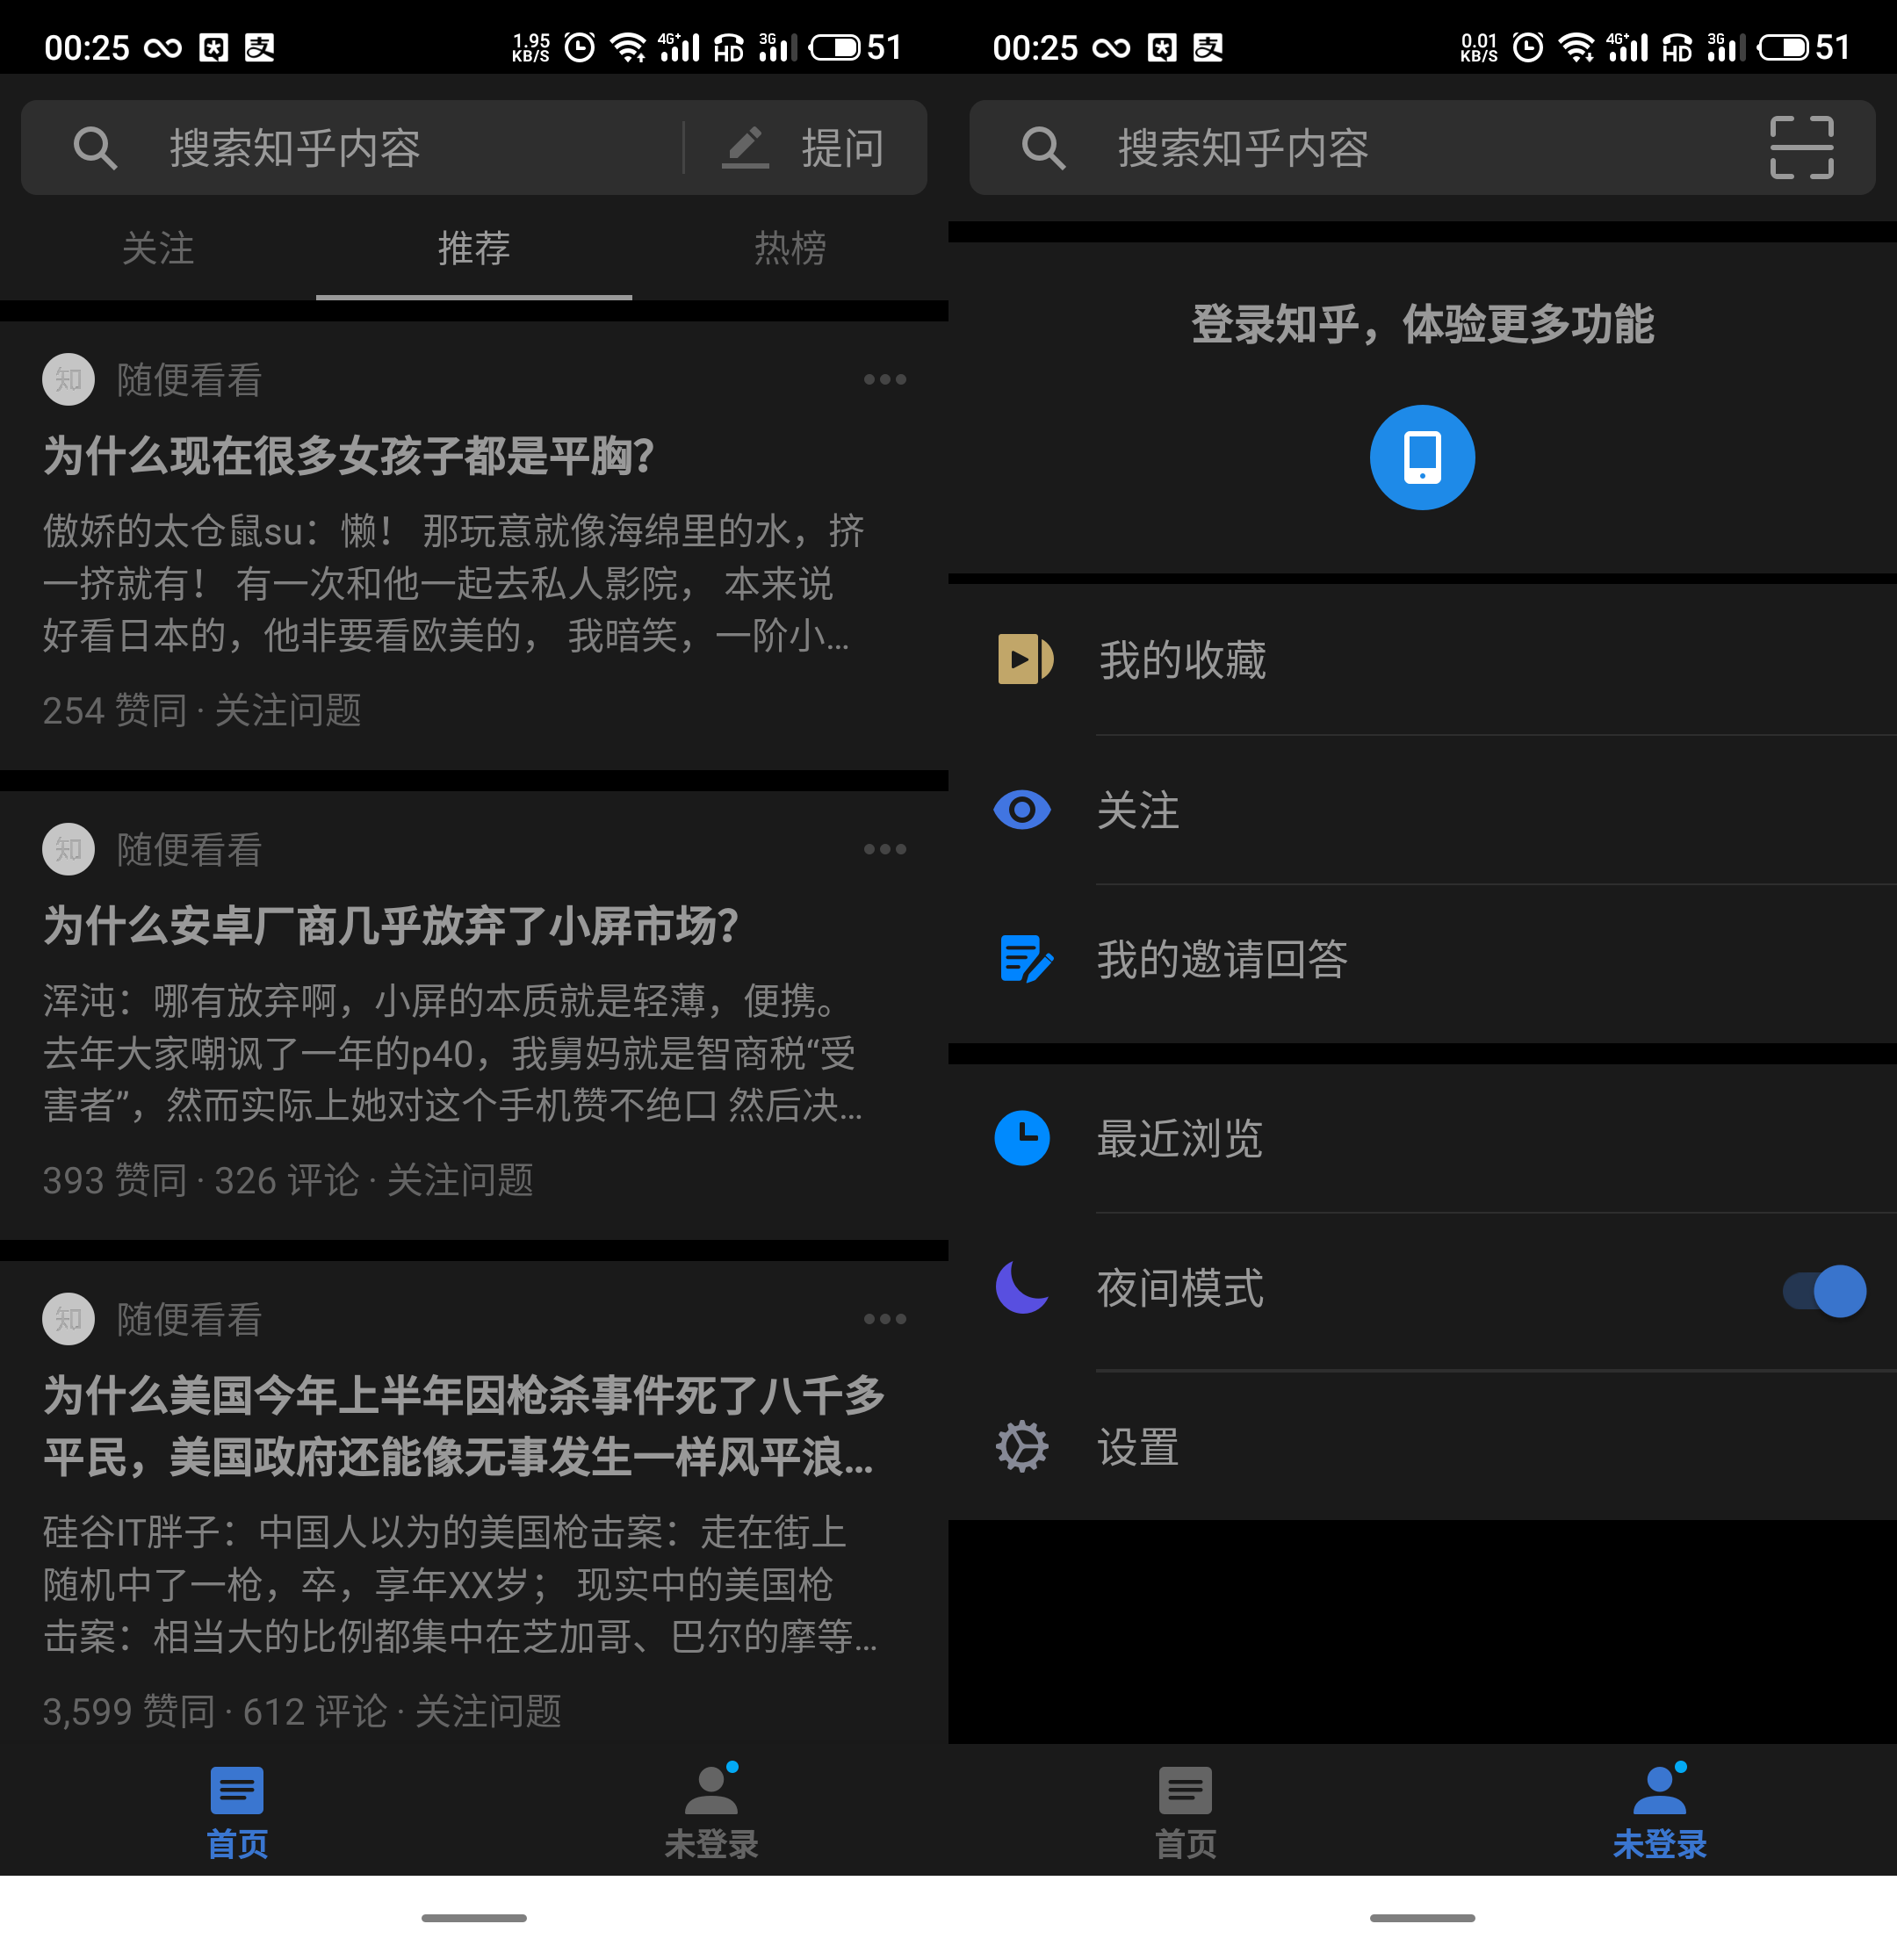 00:25 支 1.95 KB/S 4G+ HD 3G 51
搜索知乎内容 提问
关注 推荐 热榜
知 随便看看
为什么现在很多女孩子都是平胸？
傲娇的太仓鼠su：懒！ 那玩意就像海绵里的水，挤
一挤就有！ 有一次和他一起去私人影院， 本来说
好看日本的，他非要看欧美的， 我暗笑，一阶小...
254 赞同 · 关注问题
知 随便看看
为什么安卓厂商几乎放弃了小屏市场？
浑沌：哪有放弃啊，小屏的本质就是轻薄，便携。
去年大家嘲讽了一年的p40，我舅妈就是智商税“受
害者”，然而实际上她对这个手机赞不绝口 然后决...
393 赞同 · 326 评论 · 关注问题
知 随便看看
为什么美国今年上半年因枪杀事件死了八千多
平民，美国政府还能像无事发生一样风平浪...
硅谷IT胖子：中国人以为的美国枪击案：走在街上
随机中了一枪，卒，享年XX岁； 现实中的美国枪
击案：相当大的比例都集中在芝加哥、巴尔的摩等...
3,599 赞同 · 612 评论 · 关注问题
首页 未登录
00:25 支 0.01 KB/S 4G+ HD 3G 51
搜索知乎内容
登录知乎，体验更多功能
我的收藏
关注
我的邀请回答
最近浏览
夜间模式
设置
首页 未登录